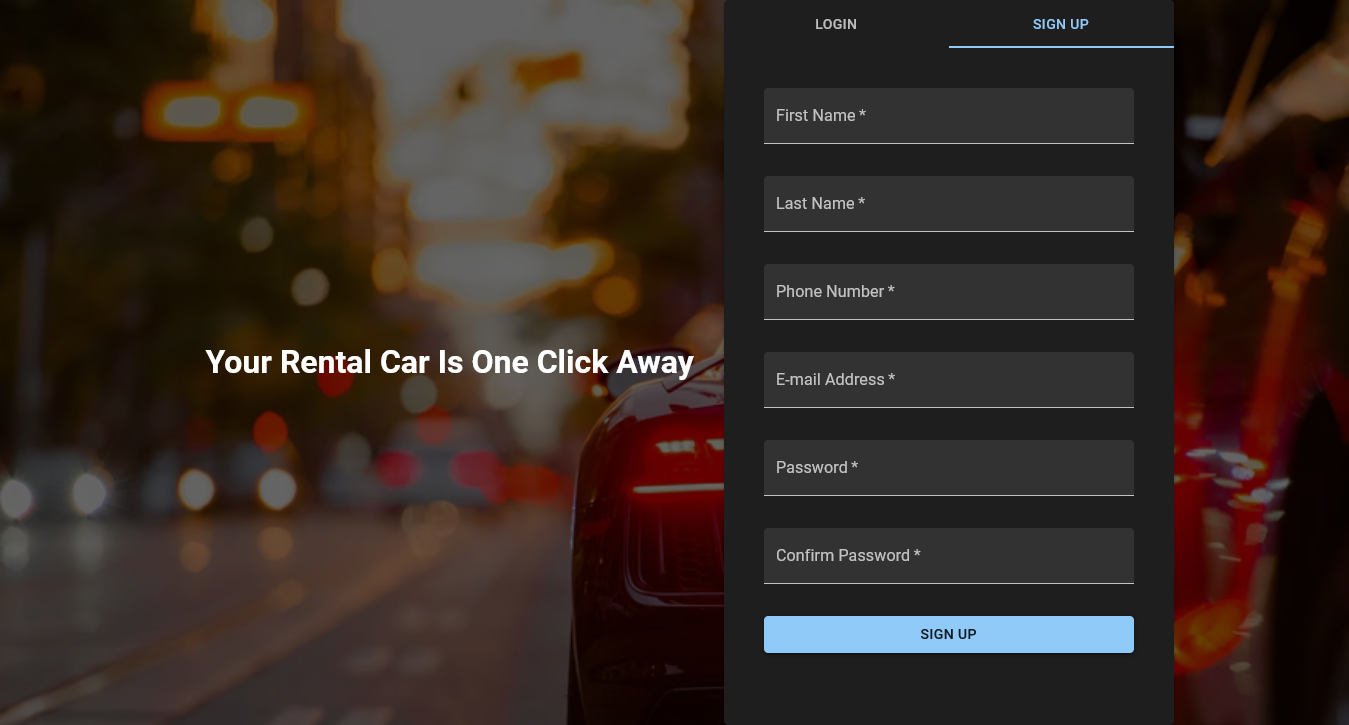 LOGIN
SIGN UP
First Name *
Last Name *
Phone Number *
Your Rental Car Is One Click Away
E-mail Address *
Password *
Confirm Password *
SIGN UP